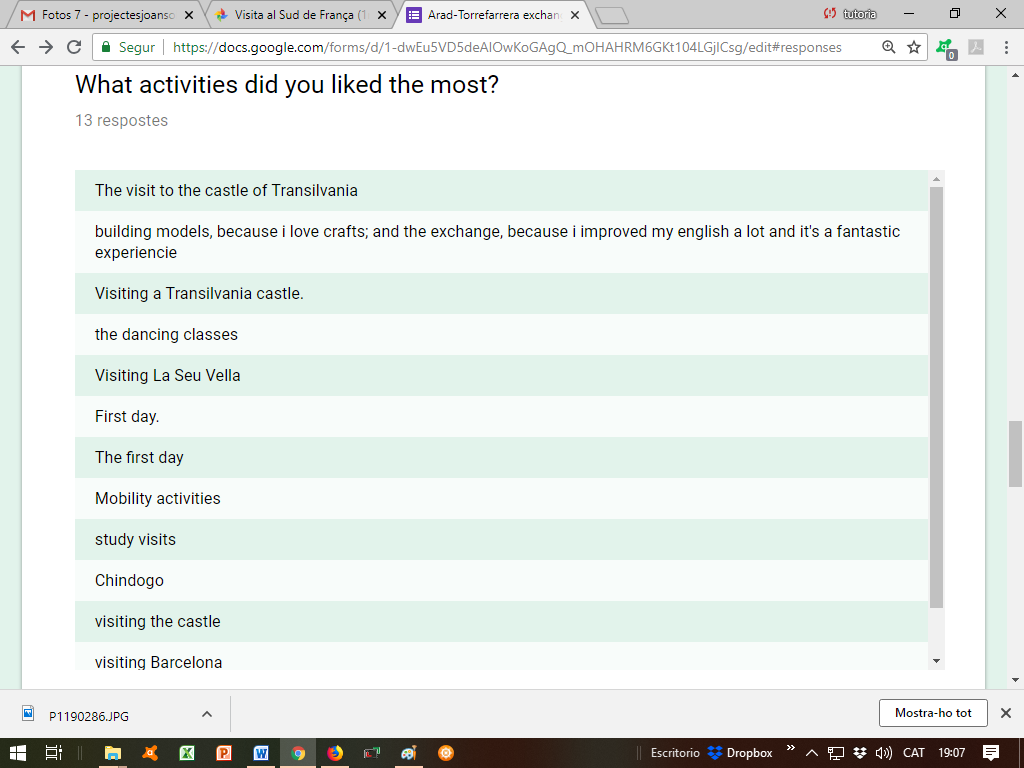 Fotos 7 - projectesjoanso
Visita al Sud de França (1
Arad-Torrefarrera exchan
tutoria
Segur
https://docs.google.com/forms/d/1-dwEu5VD5deAIOwKoGAgQ_mOHAHRM6GKt104LGjlCsg/edit#responses
0
What activities did you liked the most?
13 respostes
The visit to the castle of Transilvania
building models, because i love crafts; and the exchange, because i improved my english a lot and it's a fantastic
experiencie
Visiting a Transilvania castle.
the dancing classes
Visiting La Seu Vella
First day.
The first day
Mobility activities
study visits
Chindogo
visiting the castle
visiting Barcelona
P1190286.JPG
Mostra-ho tot
Escritorio
Dropbox
CAT
19:07